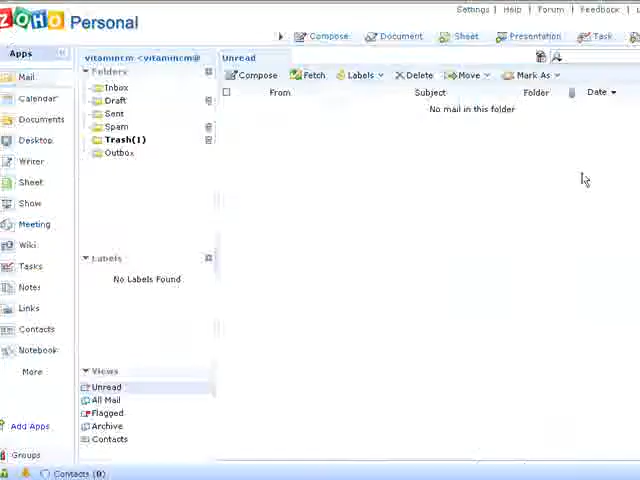 Settings | Help | Forum | Feedback
ZOHO Personal
Compose Document Sheet Presentation Task
Apps
Mail
Calendar
Documents
Desktop
Writer
Sheet
Show
Meeting
Wiki
Tasks
Notes
Links
Contacts
Notebook
More
Add Apps
Groups
vitamincm <vitamincm@
Folders
Inbox
Draft
Sent
Spam
Trash(1)
Outbox
Labels
No Labels Found
Views
Unread
All Mail
Flagged
Archive
Contacts
Unread
Compose Fetch Labels Delete Move Mark As
From Subject Folder Date
No mail in this folder
Contacts (0)